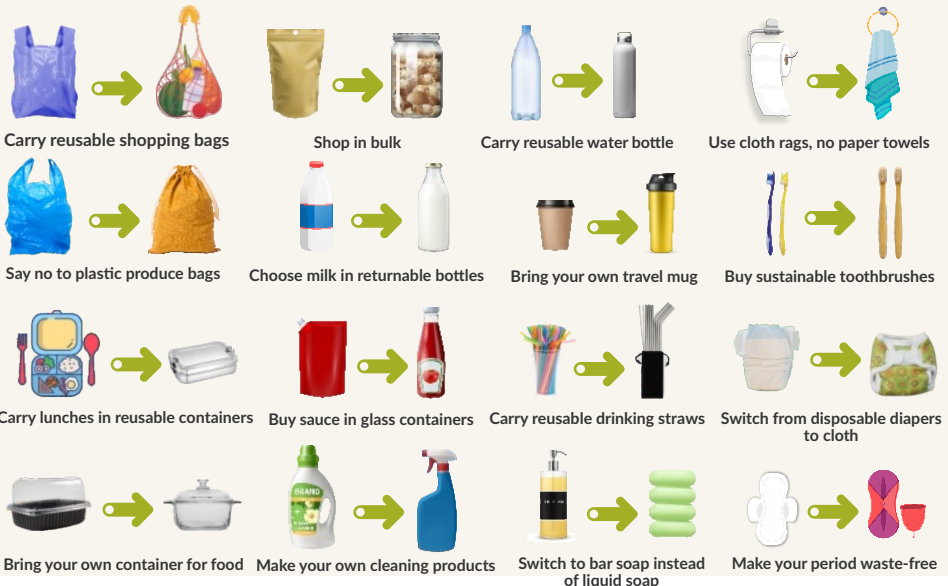 Carry reusable shopping bags
Shop in bulk
Carry reusable water bottle
Use cloth rags, no paper towels
Say no to plastic produce bags
Choose milk in returnable bottles
Bring your own travel mug
Buy sustainable toothbrushes
Carry lunches in reusable containers
Buy sauce in glass containers
Carry reusable drinking straws
Switch from disposable diapers
to cloth
BRAND
Bring your own container for food
Make your own cleaning products
Switch to bar soap instead
of liquid soap
Make your period waste-free